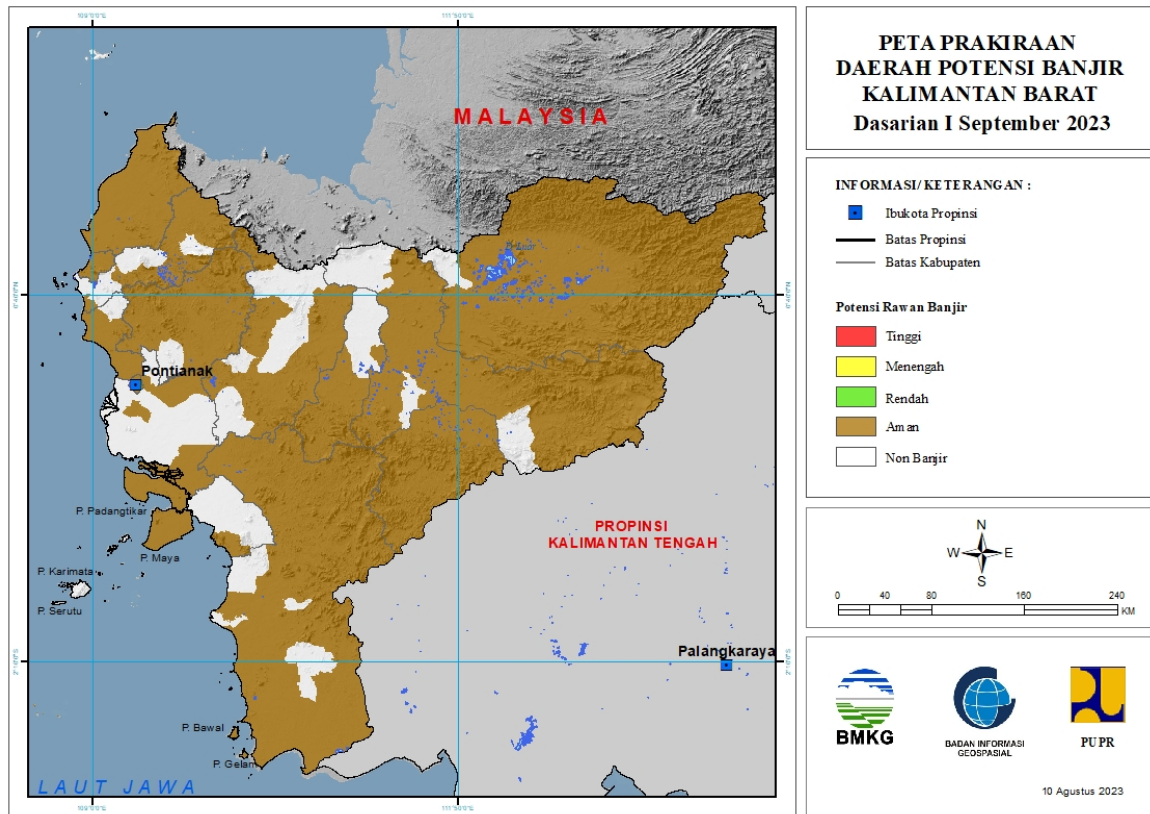 PETA PRAKIRAAN
DAERAH POTENSI BANJIR
KALIMANTAN BARAT
Dasarian I September 2023
INFORMASI/ KETERANGAN :
Ibukota Propinsi
Batas Propinsi
Batas Kabupaten
Potensi Rawan Banjir
Tinggi
Menengah
Rendah
Aman
Non Banjir
N
W E
S
0 40 80 160 240
KM
BMKG
BADAN INFORMASI
GEOSPASIAL
PUPR
10 Agustus 2023
MALAYSIA
Pontianak
P. Padangtikar
P. Maya
P. Karimata
P. Serutu
PROPINSI
KALIMANTAN TENGAH
Palangkaraya
P. Bawal
P. Gelam
LAUT JAWA